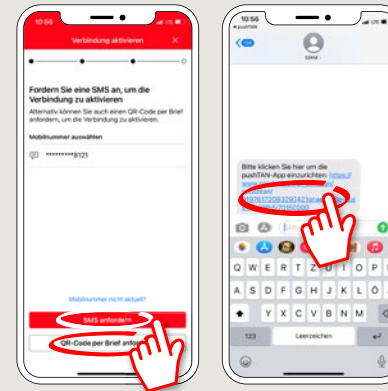 10:56
Verbindung aktivieren
Fordern Sie eine SMS an, um die
Verbindung zu aktivieren
Alternativ können Sie auch einen QR-Code per Brief
anfordern, um die Verbindung zu aktivieren.
Mobilnummer auswählen
*********8121
Mobilnummer nicht aktuell?
SMS anfordern
QR-Code per Brief anfor
10:56
Bitte klicken Sie hier um die
pushTAN-App einzurichten: https://
Q W E R T Z U I O P
A S D F G H J K L Ö
Y X C V B N M
123 Leerzeichen